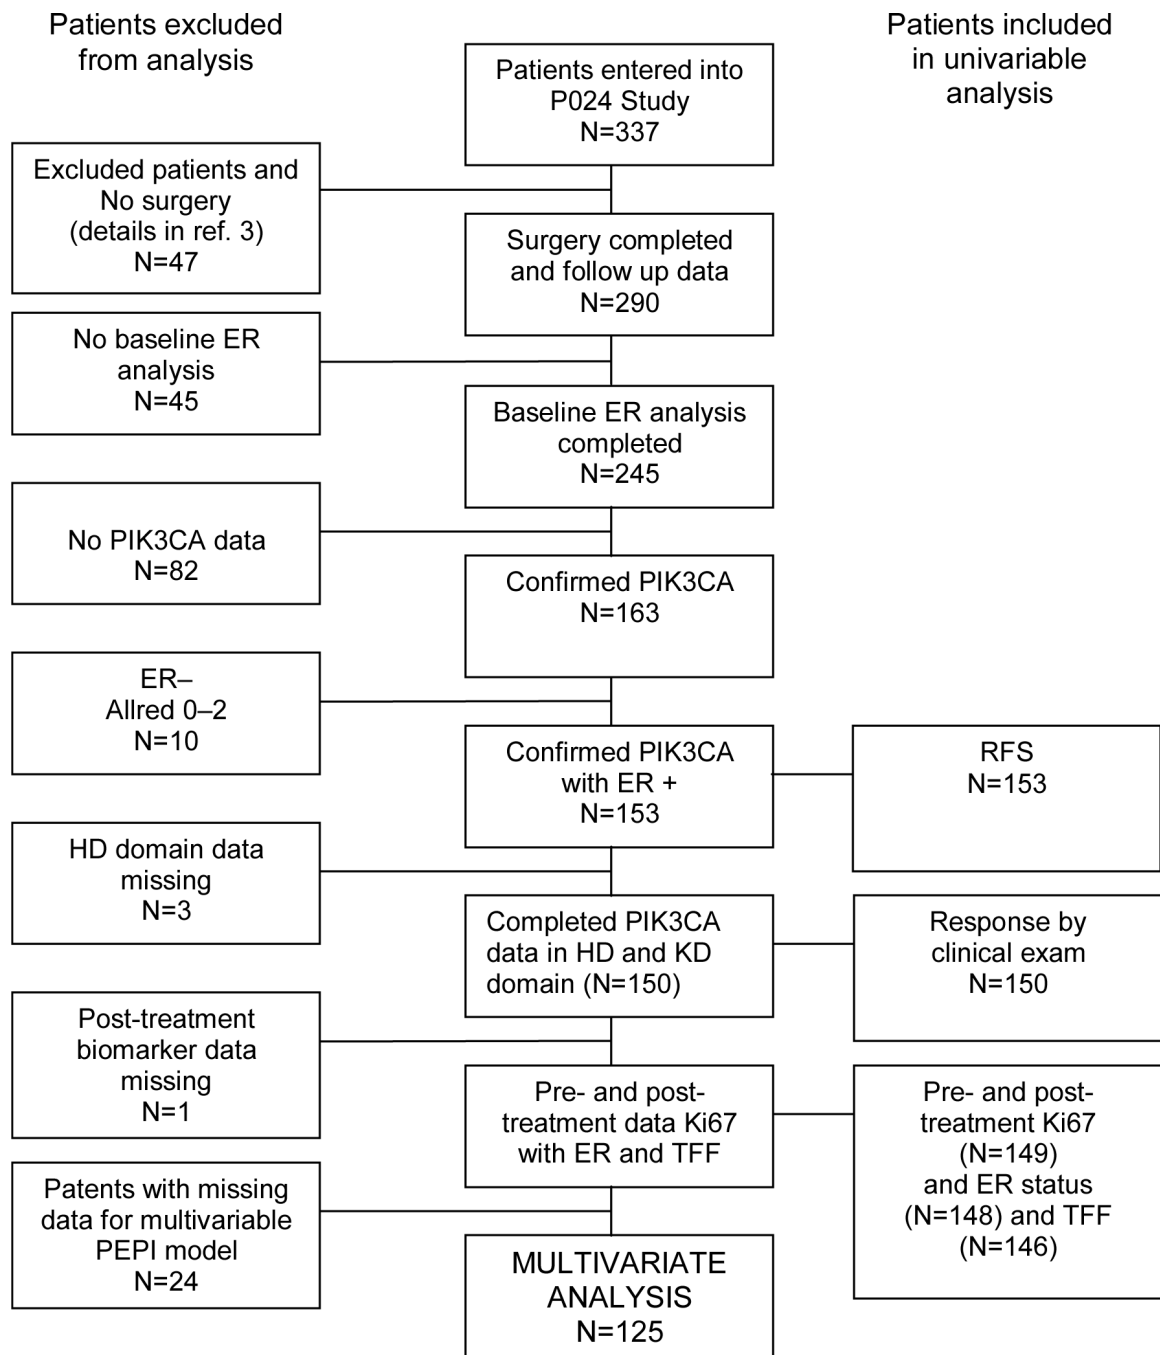 Patients excluded
from analysis
Patients included
in univariable
analysis
Patients entered into
P024 Study
N=337
Excluded patients and
No surgery
(details in ref. 3)
N=47
Surgery completed
and follow up data
N=290
No baseline ER
analysis
N=45
Baseline ER analysis
completed
N=245
No PIK3CA data
N=82
Confirmed PIK3CA
N=163
ER–
Allred 0–2
N=10
Confirmed PIK3CA
with ER +
N=153
RFS
N=153
HD domain data
missing
N=3
Completed PIK3CA
data in HD and KD
domain (N=150)
Response by
clinical exam
N=150
Post-treatment
biomarker data
missing
N=1
Pre- and post-
treatment data Ki67
with ER and TFF
Pre- and post-
treatment Ki67
(N=149)
and ER status
(N=148) and TFF
(N=146)
Patents with missing
data for multivariable
PEPI model
N=24
MULTIVARIATE
ANALYSIS
N=125